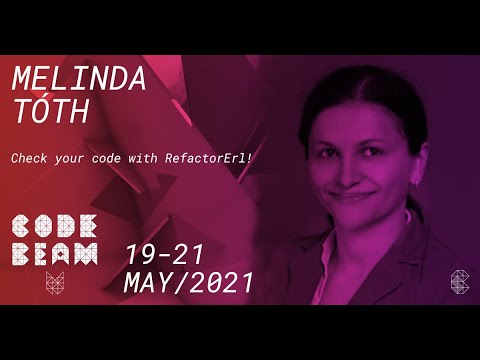 MELINDA
TÓTH
Check your code with RefactorErl!
CODE
BEAM
19-21
MAY/2021